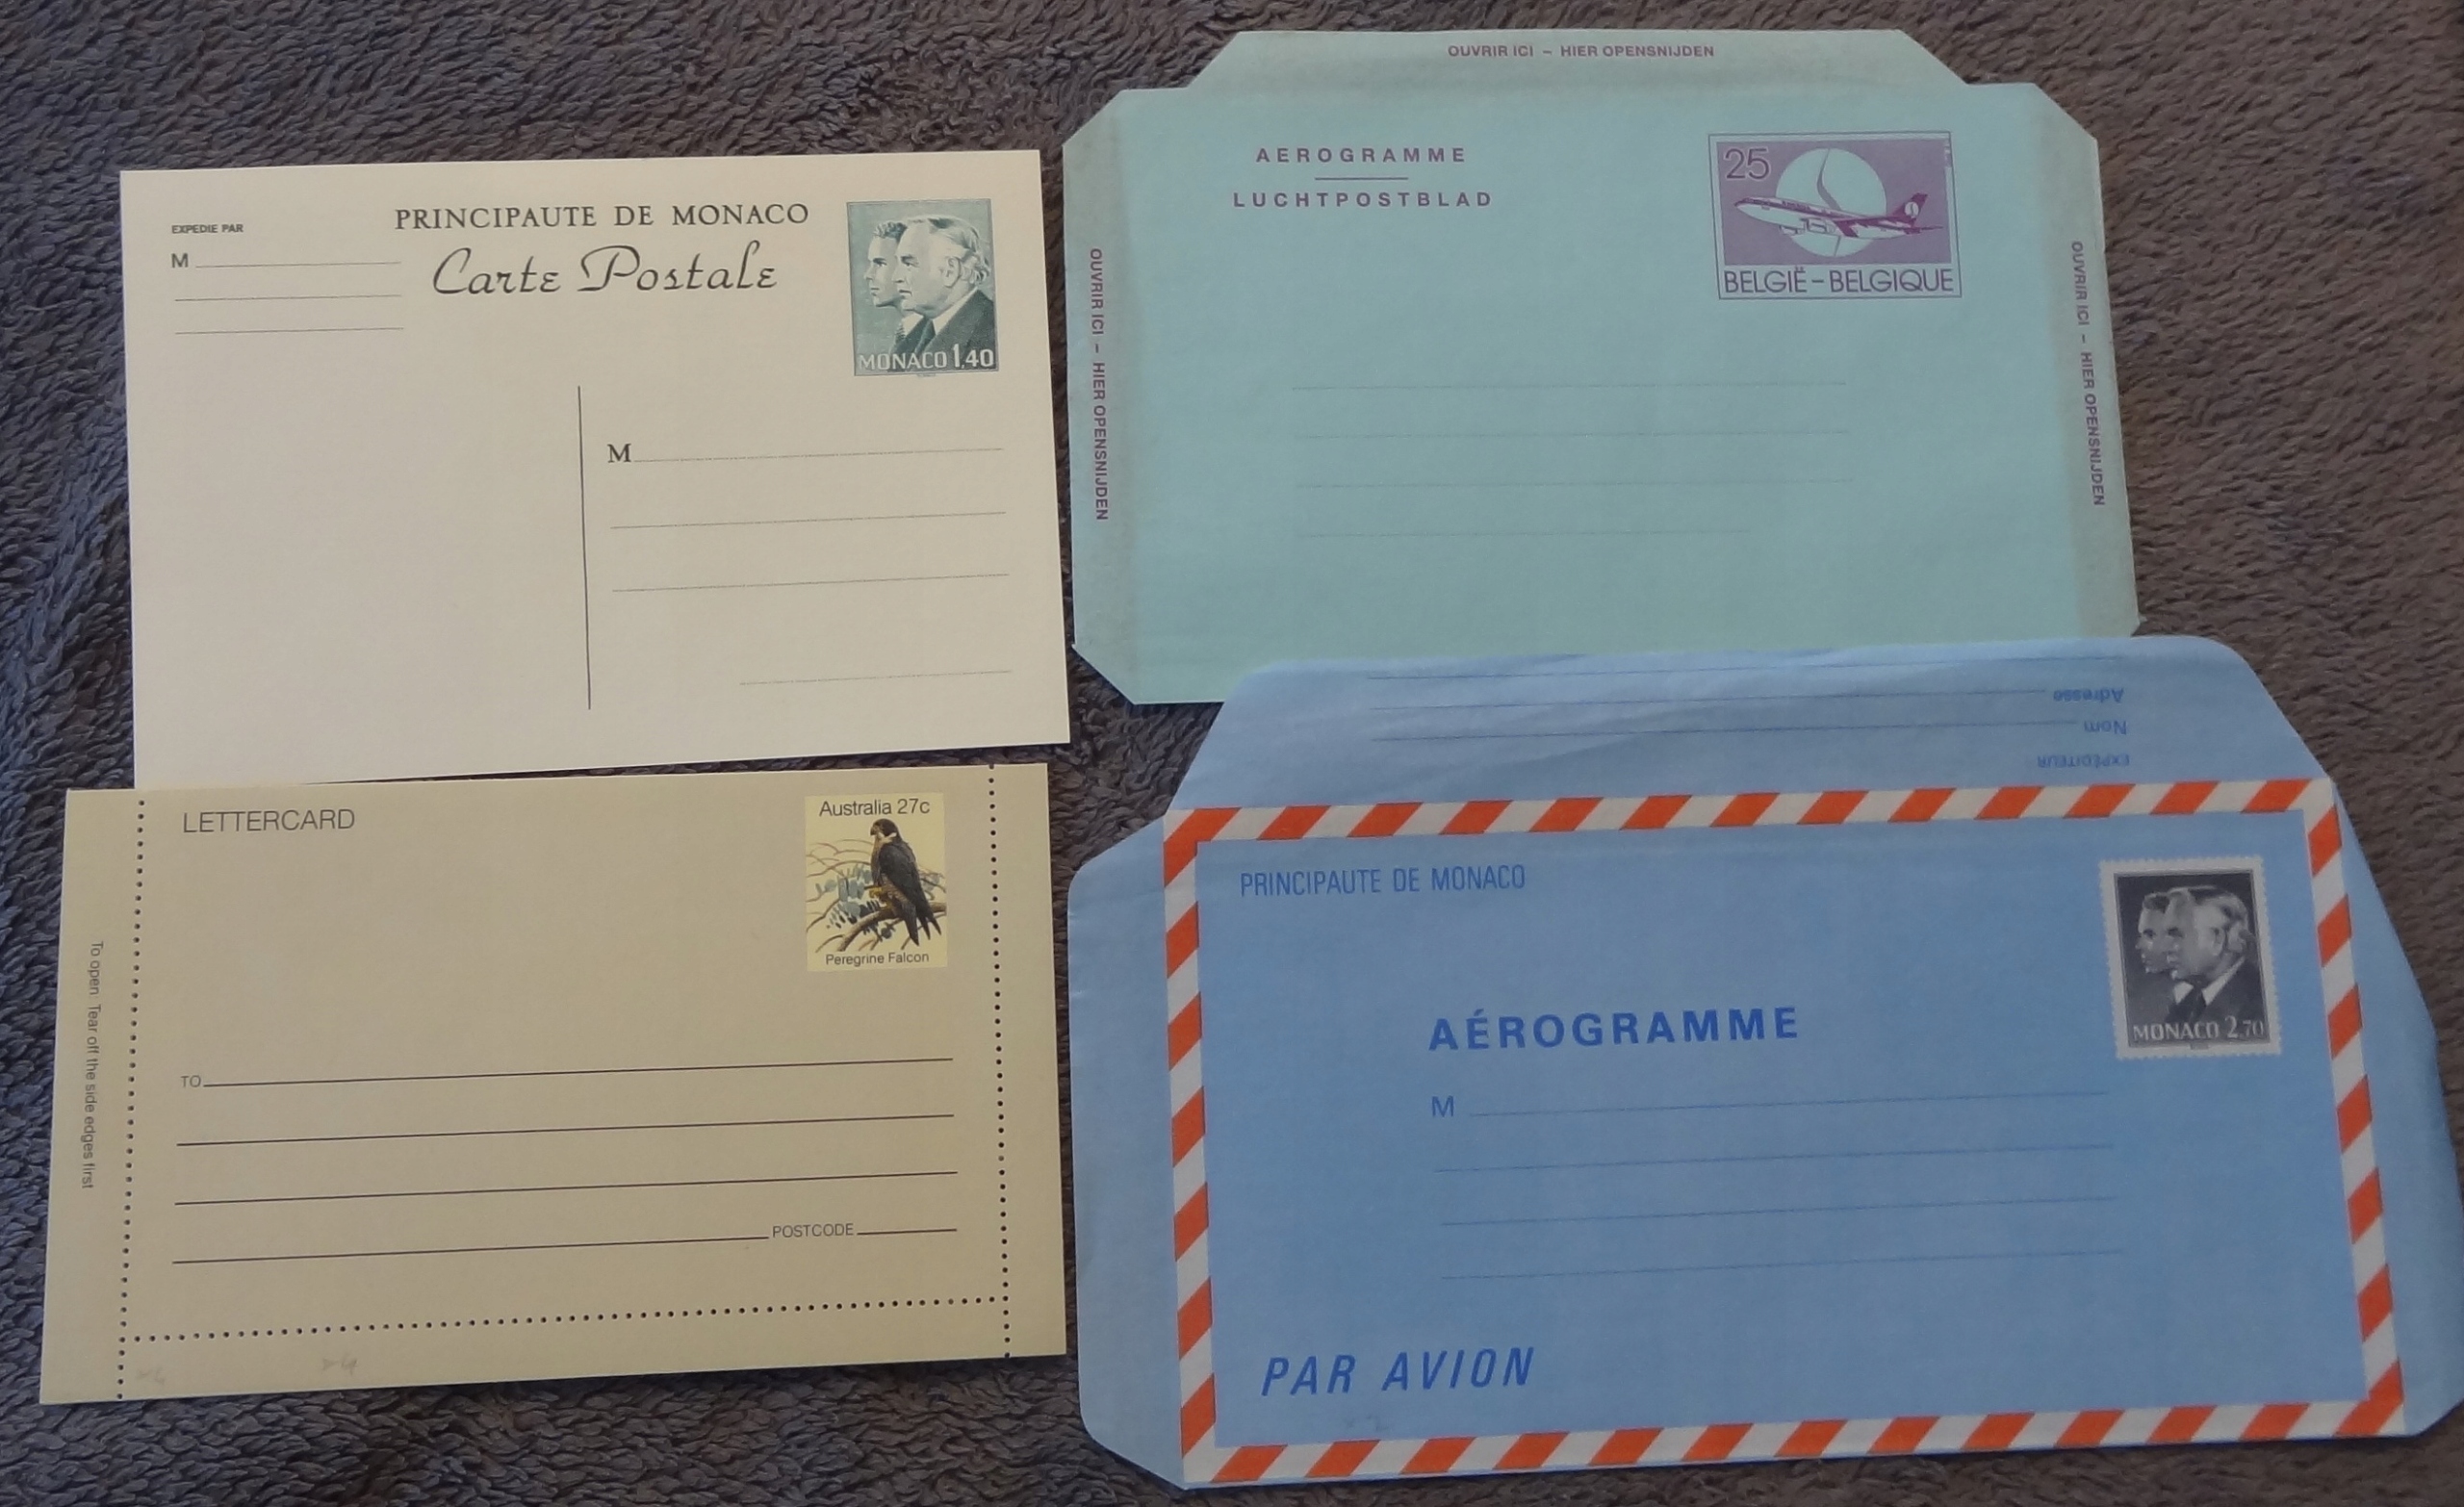 EXPEDIE PAR
M
PRINCIPAUTE DE MONACO
Carte Postale
MONACO 1,40
M
OUVRIR ICI – HIER OPENSNIJDEN
AEROGRAMME
LUCHTPOSTBLAD
25
BELGIË – BELGIQUE
OUVRIR ICI – HIER OPENSNIJDEN
OUVRIR ICI – HIER OPENSNIJDEN
LETTERCARD
Australia 27c
Peregrine Falcon
To open: Tear off the side edges first
TO
POSTCODE
EXPÉDITEUR
Nom
Adresse
PRINCIPAUTE DE MONACO
MONACO 2,70
AÉROGRAMME
M
PAR AVION